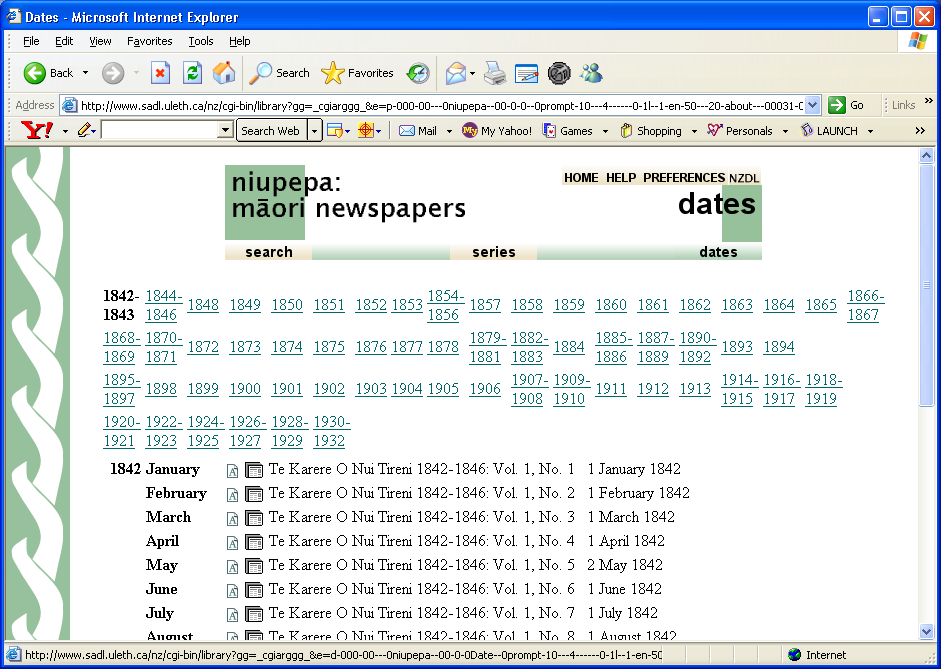 Dates - Microsoft Internet Explorer
File Edit View Favorites Tools Help
Back Search Favorites
Address http://www.sadl.uleth.ca/nz/cgi-bin/library?gg=_cgiarggg_&e=p-000-00---0niupepa--00-0-0--0prompt-10---4------0-1l--1-en-50---20-about---00031-0 Go Links »
Y! Search Web Mail My Yahoo! Games Shopping Personals LAUNCH »
HOME HELP PREFERENCES NZDL
niupepa:
māori newspapers
dates
search series dates
1842-1843 1844-1846 1848 1849 1850 1851 1852 1853 1854-1856 1857 1858 1859 1860 1861 1862 1863 1864 1865 1866-1867
1868-1869 1870-1871 1872 1873 1874 1875 1876 1877 1878 1879-1881 1882-1883 1884 1885-1886 1887-1889 1890-1892 1893 1894
1895-1897 1898 1899 1900 1901 1902 1903 1904 1905 1906 1907-1908 1909-1910 1911 1912 1913 1914-1915 1916-1917 1918-1919
1920-1921 1922-1923 1924-1925 1926-1927 1928-1929 1930-1932
1842 January Te Karere O Nui Tireni 1842-1846: Vol. 1, No. 1 1 January 1842
February Te Karere O Nui Tireni 1842-1846: Vol. 1, No. 2 1 February 1842
March Te Karere O Nui Tireni 1842-1846: Vol. 1, No. 3 1 March 1842
April Te Karere O Nui Tireni 1842-1846: Vol. 1, No. 4 1 April 1842
May Te Karere O Nui Tireni 1842-1846: Vol. 1, No. 5 2 May 1842
June Te Karere O Nui Tireni 1842-1846: Vol. 1, No. 6 1 June 1842
July Te Karere O Nui Tireni 1842-1846: Vol. 1, No. 7 1 July 1842
August Te Karere O Nui Tireni 1842-1846: Vol. 1, No. 8 1 August 1842
http://www.sadl.uleth.ca/nz/cgi-bin/library?gg=_cgiarggg_&e=d-000-00---0niupepa--00-0-0Date--0prompt-10---4------0-1l--1-en-50 Internet